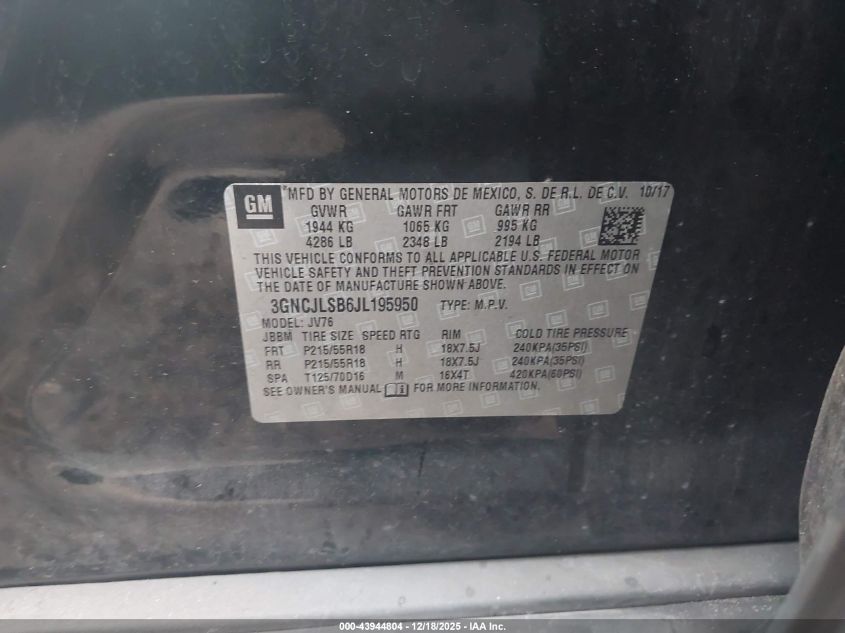 GM
*MFD BY GENERAL MOTORS DE MEXICO, S. DE R.L. DE C.V. 10/17
GVWR GAWR FRT GAWR RR
1944 KG 1065 KG 995 KG
4286 LB 2348 LB 2194 LB
THIS VEHICLE CONFORMS TO ALL APPLICABLE U.S. FEDERAL MOTOR
VEHICLE SAFETY AND THEFT PREVENTION STANDARDS IN EFFECT ON
THE DATE OF MANUFACTURE SHOWN ABOVE.
3GNCJLSB6JL195950 TYPE: M.P.V.
MODEL: JV76
JBBM TIRE SIZE SPEED RTG RIM COLD TIRE PRESSURE
FRT P215/55R18 H 18X7.5J 240KPA(35PSI)
RR P215/55R18 H 18X7.5J 240KPA(35PSI)
SPA T125/70D16 M 16X4T 420KPA(60PSI)
SEE OWNER'S MANUAL FOR MORE INFORMATION.
000-43944804 - 12/18/2025 - IAA Inc.